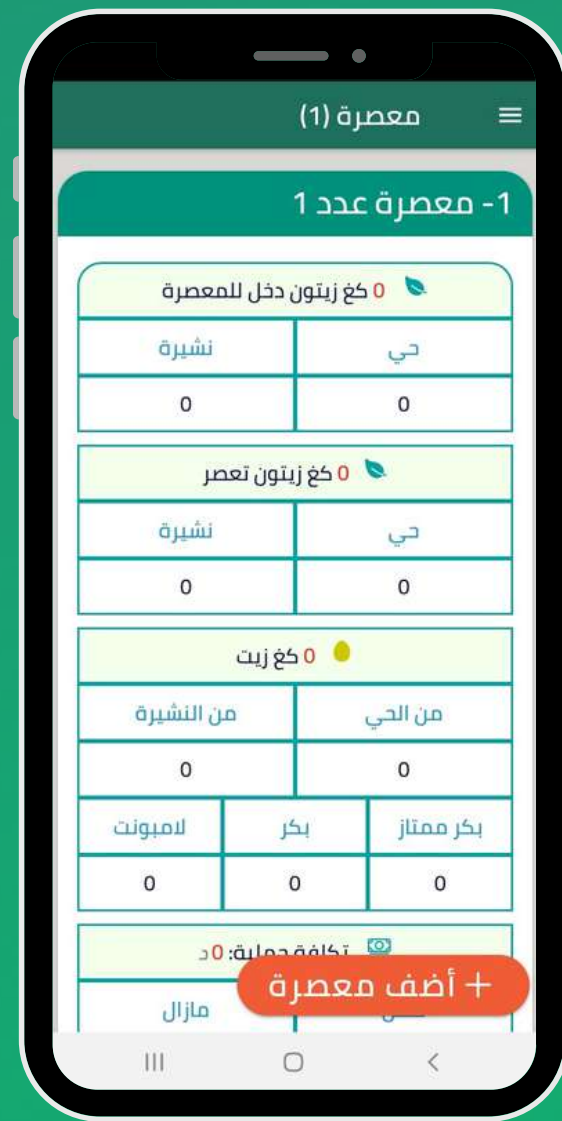 معصرة (1)
1- معصرة عدد 1
0 كغ زيتون دخل للمعصرة
حي نشيرة
0 0
0 كغ زيتون تعصر
حي نشيرة
0 0
0 كغ زيت
من الحي من النشيرة
0 0
بكر ممتاز بكر لامبونت
0 0 0
تكلفة جملية: 0د
+ أضف معصرة
مازال